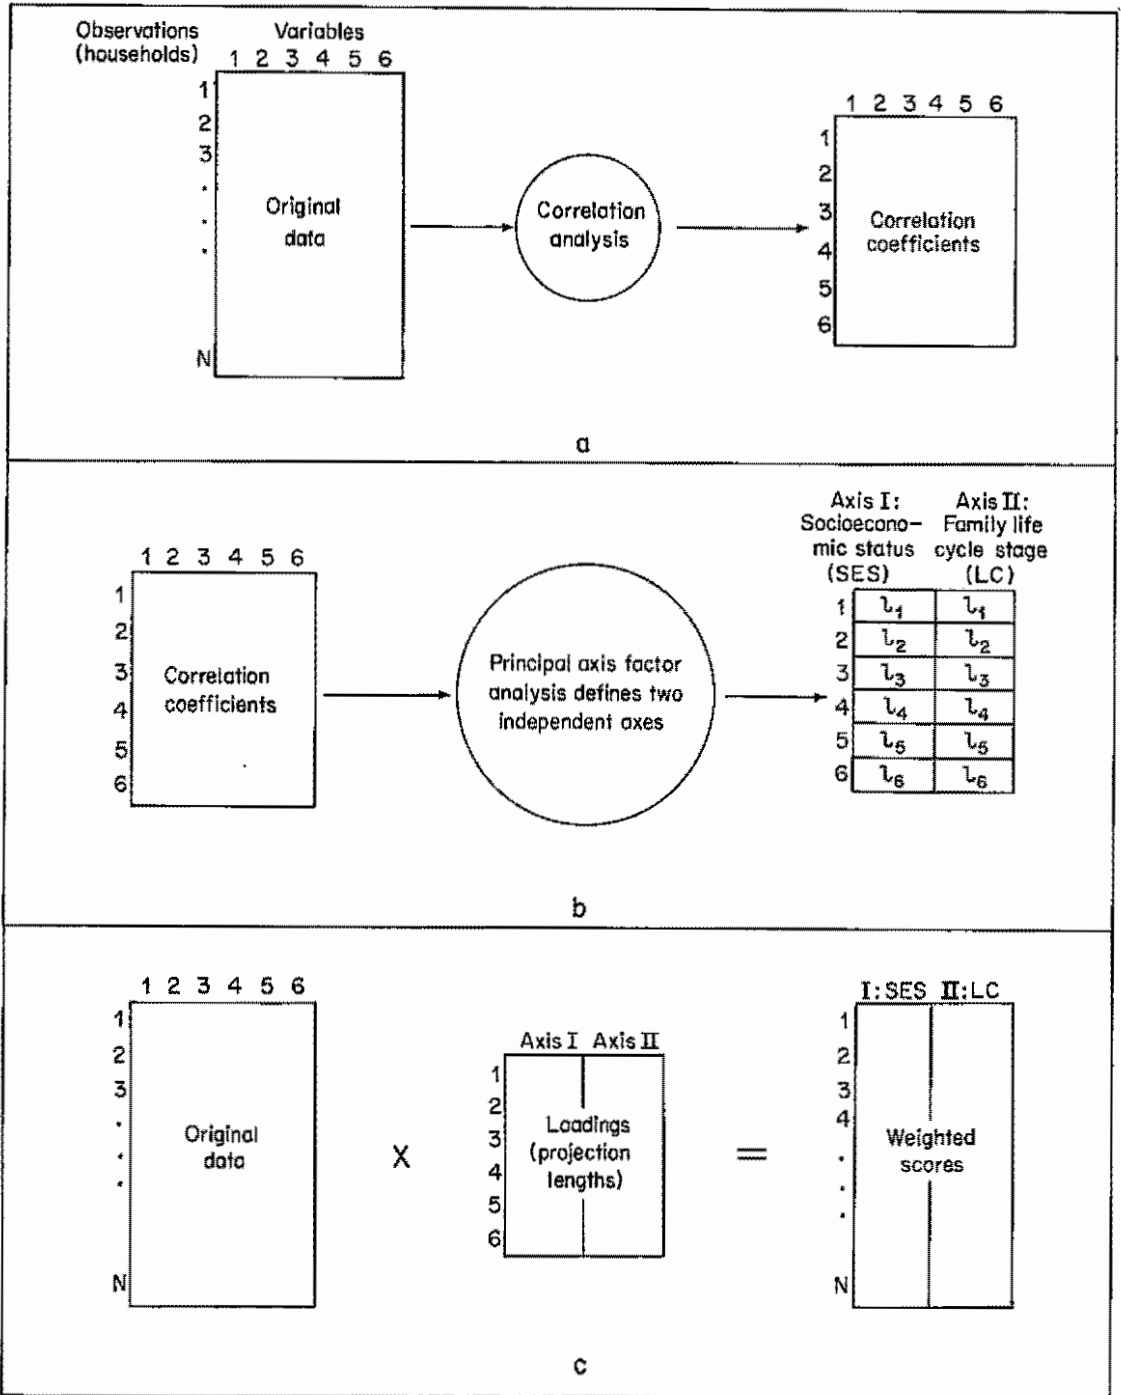 Observations Variables
(households) 1 2 3 4 5 6
1
2
3
.
.
.
N
Original
data
Correlation
analysis
1 2 3 4 5 6
1
2
3
4
5
6
Correlation
coefficients
a
1 2 3 4 5 6
1
2
3
4
5
6
Correlation
coefficients
Principal axis factor
analysis defines two
independent axes
Axis I: Axis II:
Socioecono- Family life
mic status cycle stage
(SES) (LC)
1 l₁ l₁
2 l₂ l₂
3 l₃ l₃
4 l₄ l₄
5 l₅ l₅
6 l₆ l₆
b
1 2 3 4 5 6
1
2
3
.
.
.
N
Original
data
X
Axis I Axis II
1
2
3
4
5
6
Loadings
(projection
lengths)
=
I:SES II:LC
1
2
3
4
.
.
.
N
Weighted
scores
c